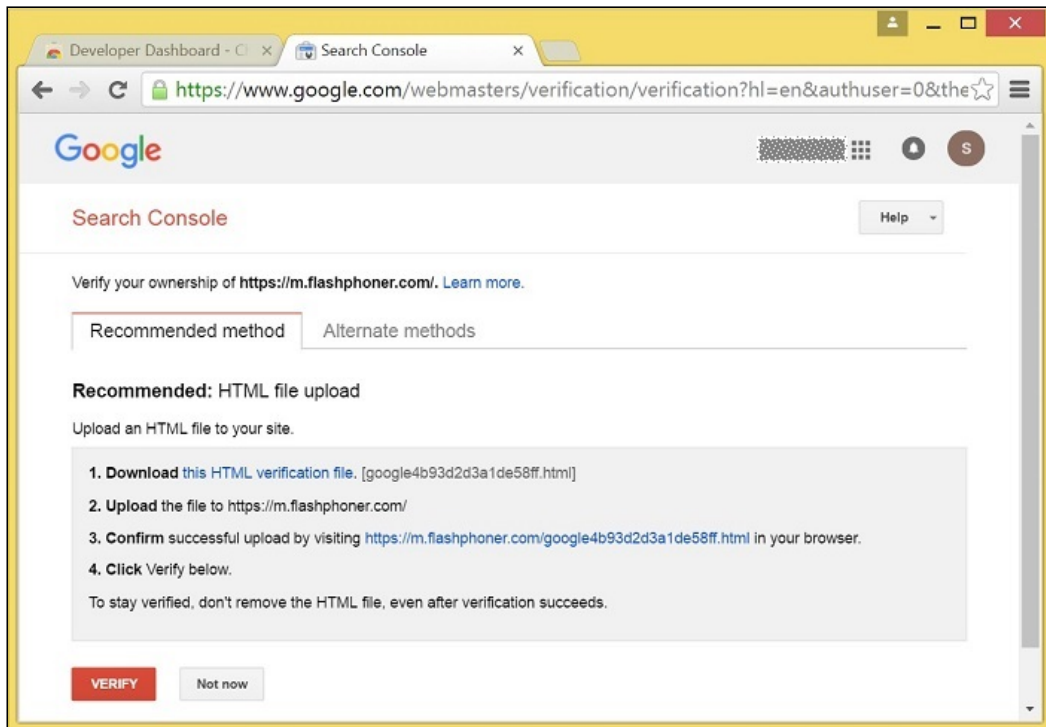 Developer Dashboard - C
Search Console
https://www.google.com/webmasters/verification/verification?hl=en&authuser=0&the
Google
S
Search Console
Help
Verify your ownership of https://m.flashphoner.com/. Learn more.
Recommended method
Alternate methods
Recommended: HTML file upload
Upload an HTML file to your site.
1. Download this HTML verification file. [google4b93d2d3a1de58ff.html]
2. Upload the file to https://m.flashphoner.com/
3. Confirm successful upload by visiting https://m.flashphoner.com/google4b93d2d3a1de58ff.html in your browser.
4. Click Verify below.
To stay verified, don't remove the HTML file, even after verification succeeds.
VERIFY
Not now